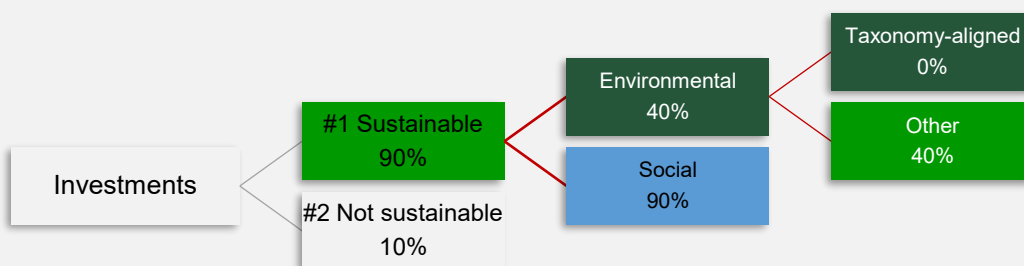 Investments
#1 Sustainable
90%
#2 Not sustainable
10%
Environmental
40%
Social
90%
Taxonomy-aligned
0%
Other
40%